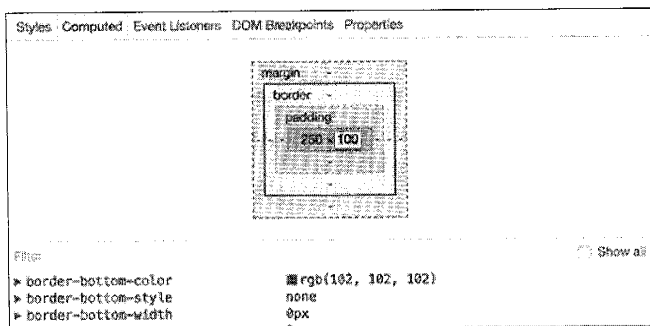 Styles Computed Event Listeners DOM Breakpoints Properties
margin -
border -
padding -
- - - 250 × 100 - - -
-
-
-
Filter
Show all
▶ border-bottom-color rgb(102, 102, 102)
▶ border-bottom-style none
▶ border-bottom-width 0px